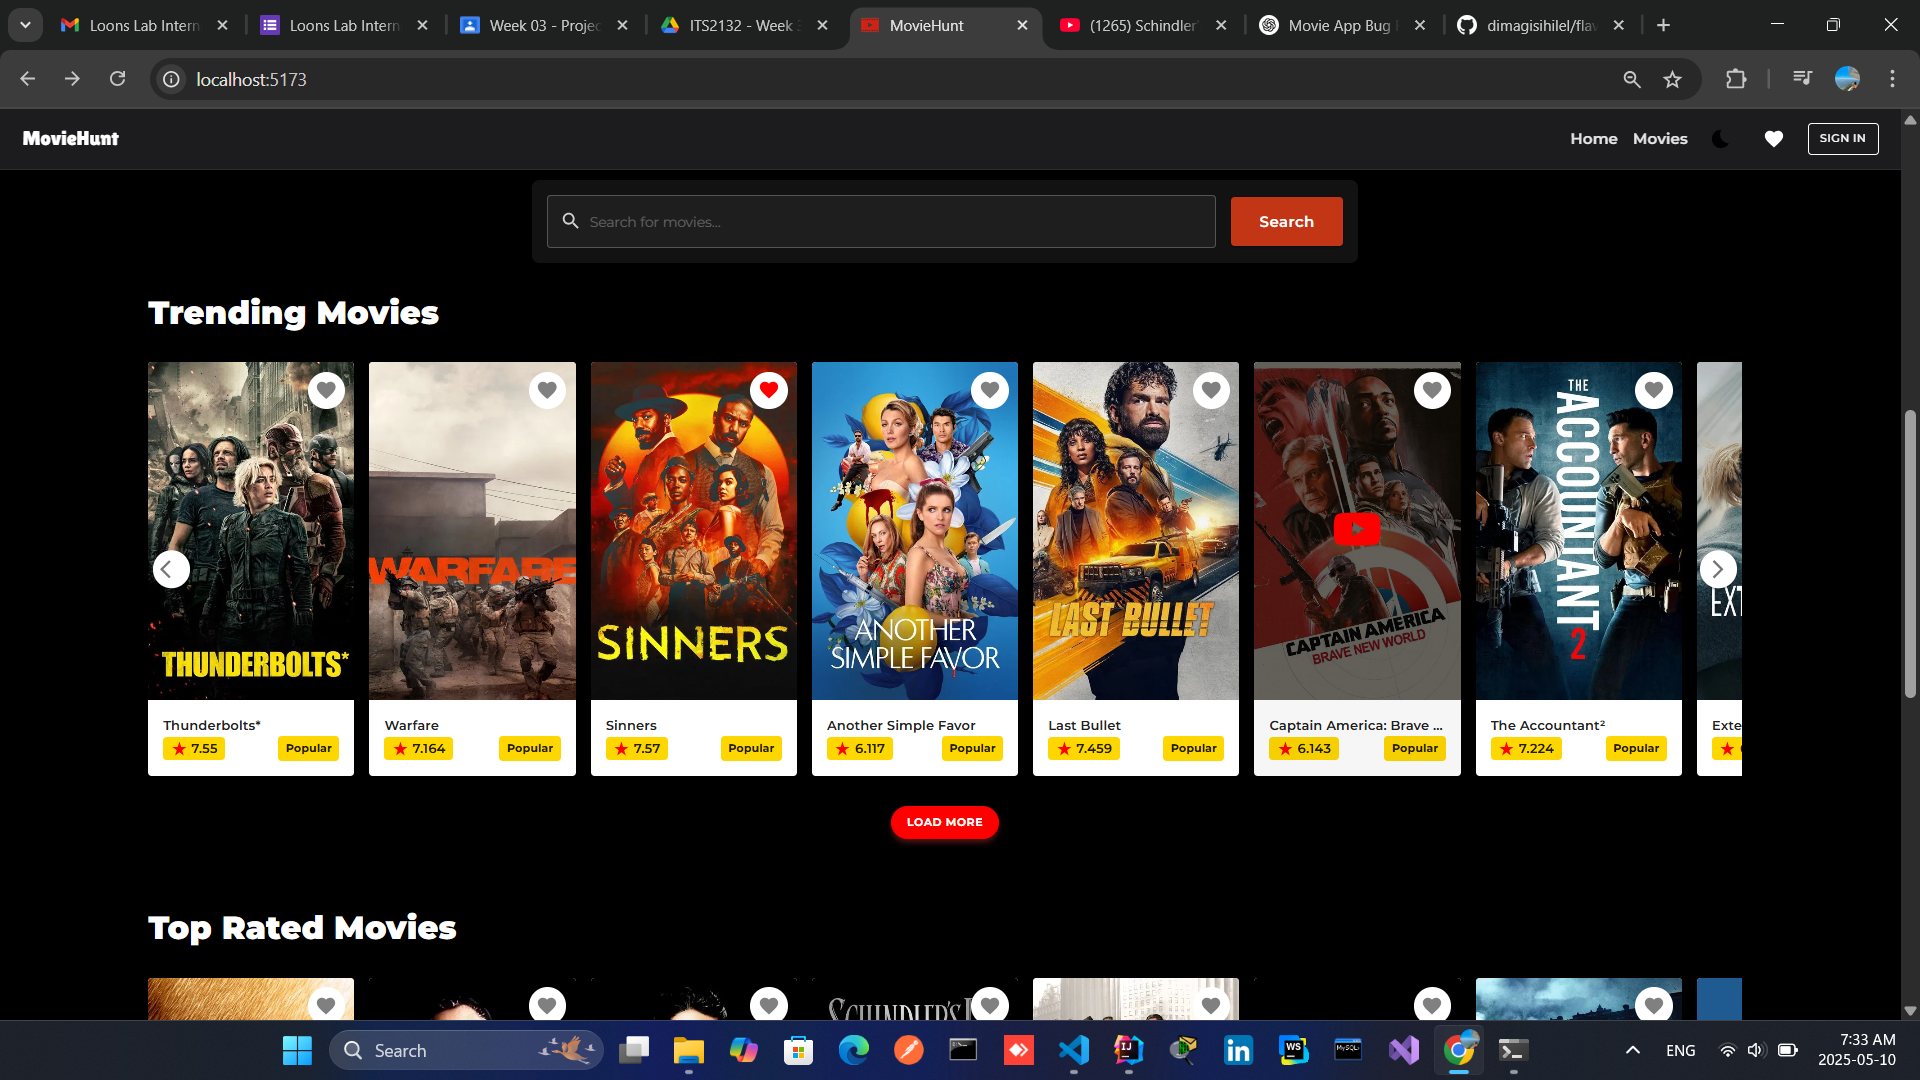 Loons Lab Intern
Loons Lab Intern
Week 03 - Projec
ITS2132 - Week
MovieHunt
(1265) Schindler'
Movie App Bug
dimagisihilel/flav
localhost:5173
MovieHunt
Home
Movies
SIGN IN
Search for movies...
Search
Trending Movies
THUNDERBOLTS*
WARFARE
SINNERS
ANOTHER
SIMPLE FAVOR
LAST BULLET
CAPTAIN AMERICA
BRAVE NEW WORLD
THE
ACCOUNTANT
2
EXT
Thunderbolts*
7.55
Popular
Warfare
7.164
Popular
Sinners
7.57
Popular
Another Simple Favor
6.117
Popular
Last Bullet
7.459
Popular
Captain America: Brave ...
6.143
Popular
The Accountant²
7.224
Popular
Exte
LOAD MORE
Top Rated Movies
SCHINDLER'S
Search
IJ
WS
MySQL
ENG
7:33 AM
2025-05-10